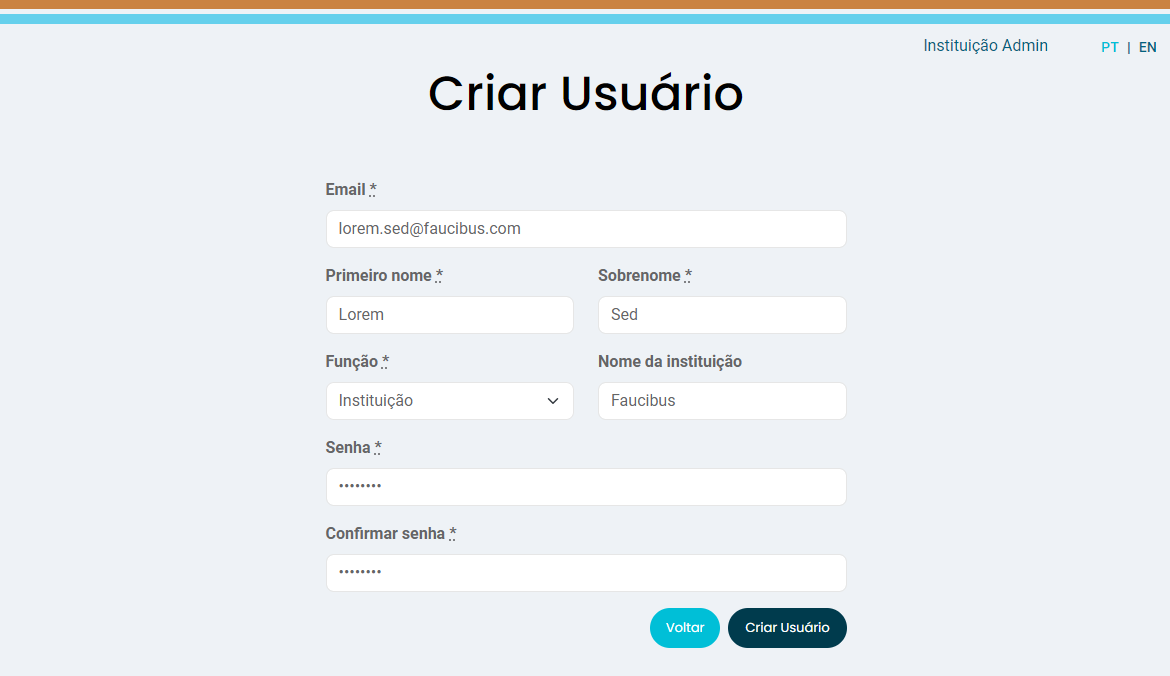 Instituição Admin PT | EN
Criar Usuário
Email *
lorem.sed@faucibus.com
Primeiro nome * Sobrenome *
Lorem Sed
Função * Nome da instituição
Instituição Faucibus
Senha *
••••••••
Confirmar senha *
••••••••
Voltar Criar Usuário